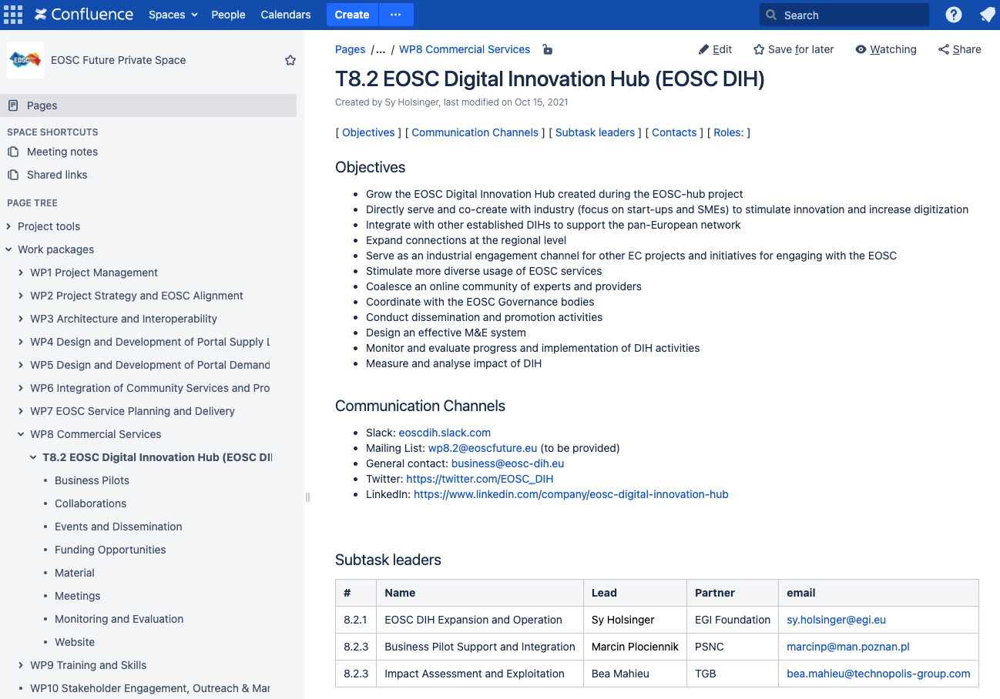 Confluence Spaces People Calendars Create ··· Search
EOSC
EOSC Future Private Space
Pages
SPACE SHORTCUTS
Meeting notes
Shared links
PAGE TREE
Project tools
Work packages
WP1 Project Management
WP2 Project Strategy and EOSC Alignment
WP3 Architecture and Interoperability
WP4 Design and Development of Portal Supply L
WP5 Design and Development of Portal Demand
WP6 Integration of Community Services and Pro
WP7 EOSC Service Planning and Delivery
WP8 Commercial Services
T8.2 EOSC Digital Innovation Hub (EOSC DI
• Business Pilots
• Collaborations
• Events and Dissemination
• Funding Opportunities
• Material
• Meetings
• Monitoring and Evaluation
• Website
WP9 Training and Skills
• WP10 Stakeholder Engagement, Outreach & Mar
Pages /... / WP8 Commercial Services
Edit Save for later Watching Share
T8.2 EOSC Digital Innovation Hub (EOSC DIH)
Created by Sy Holsinger, last modified on Oct 15, 2021
[ Objectives ] [ Communication Channels ] [ Subtask leaders ] [ Contacts ] [ Roles: ]
Objectives
• Grow the EOSC Digital Innovation Hub created during the EOSC-hub project
• Directly serve and co-create with industry (focus on start-ups and SMEs) to stimulate innovation and increase digitization
• Integrate with other established DIHs to support the pan-European network
• Expand connections at the regional level
• Serve as an industrial engagement channel for other EC projects and initiatives for engaging with the EOSC
• Stimulate more diverse usage of EOSC services
• Coalesce an online community of experts and providers
• Coordinate with the EOSC Governance bodies
• Conduct dissemination and promotion activities
• Design an effective M&E system
• Monitor and evaluate progress and implementation of DIH activities
• Measure and analyse impact of DIH
Communication Channels
• Slack: eoscdih.slack.com
• Mailing List: wp8.2@eoscfuture.eu (to be provided)
• General contact: business@eosc-dih.eu
• Twitter: https://twitter.com/EOSC_DIH
• LinkedIn: https://www.linkedin.com/company/eosc-digital-innovation-hub
Subtask leaders
# Name Lead Partner email
8.2.1 EOSC DIH Expansion and Operation Sy Holsinger EGI Foundation sy.holsinger@egi.eu
8.2.3 Business Pilot Support and Integration Marcin Plociennik PSNC marcinp@man.poznan.pl
8.2.3 Impact Assessment and Exploitation Bea Mahieu TGB bea.mahieu@technopolis-group.com